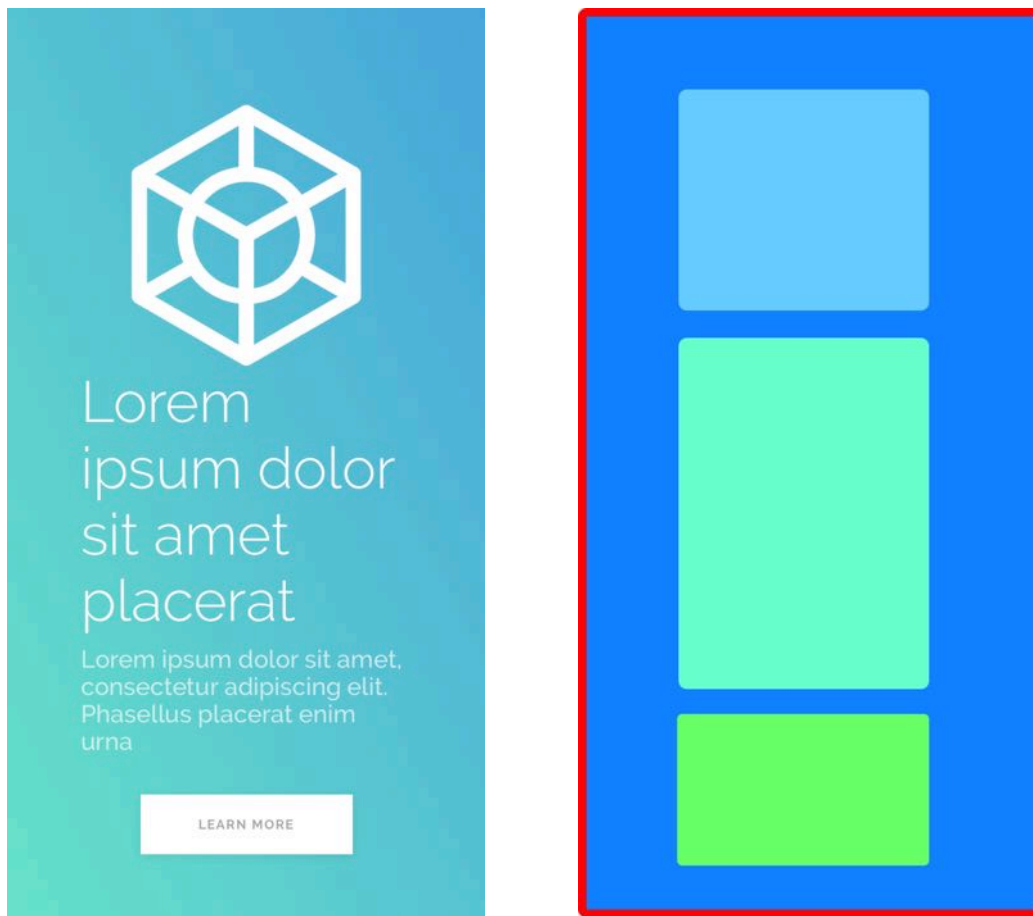 Lorem
ipsum dolor
sit amet
placerat
Lorem ipsum dolor sit amet,
consectetur adipiscing elit.
Phasellus placerat enim
urna
LEARN MORE